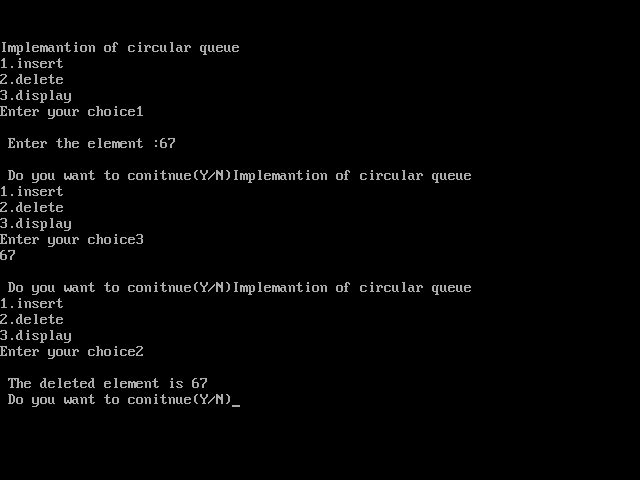 Implemantion of circular queue
1.insert
2.delete
3.display
Enter your choice1
Enter the element :67
Do you want to conitnue(Y/N)Implemantion of circular queue
1.insert
2.delete
3.display
Enter your choice3
67
Do you want to conitnue(Y/N)Implemantion of circular queue
1.insert
2.delete
3.display
Enter your choice2
The deleted element is 67
Do you want to conitnue(Y/N)_